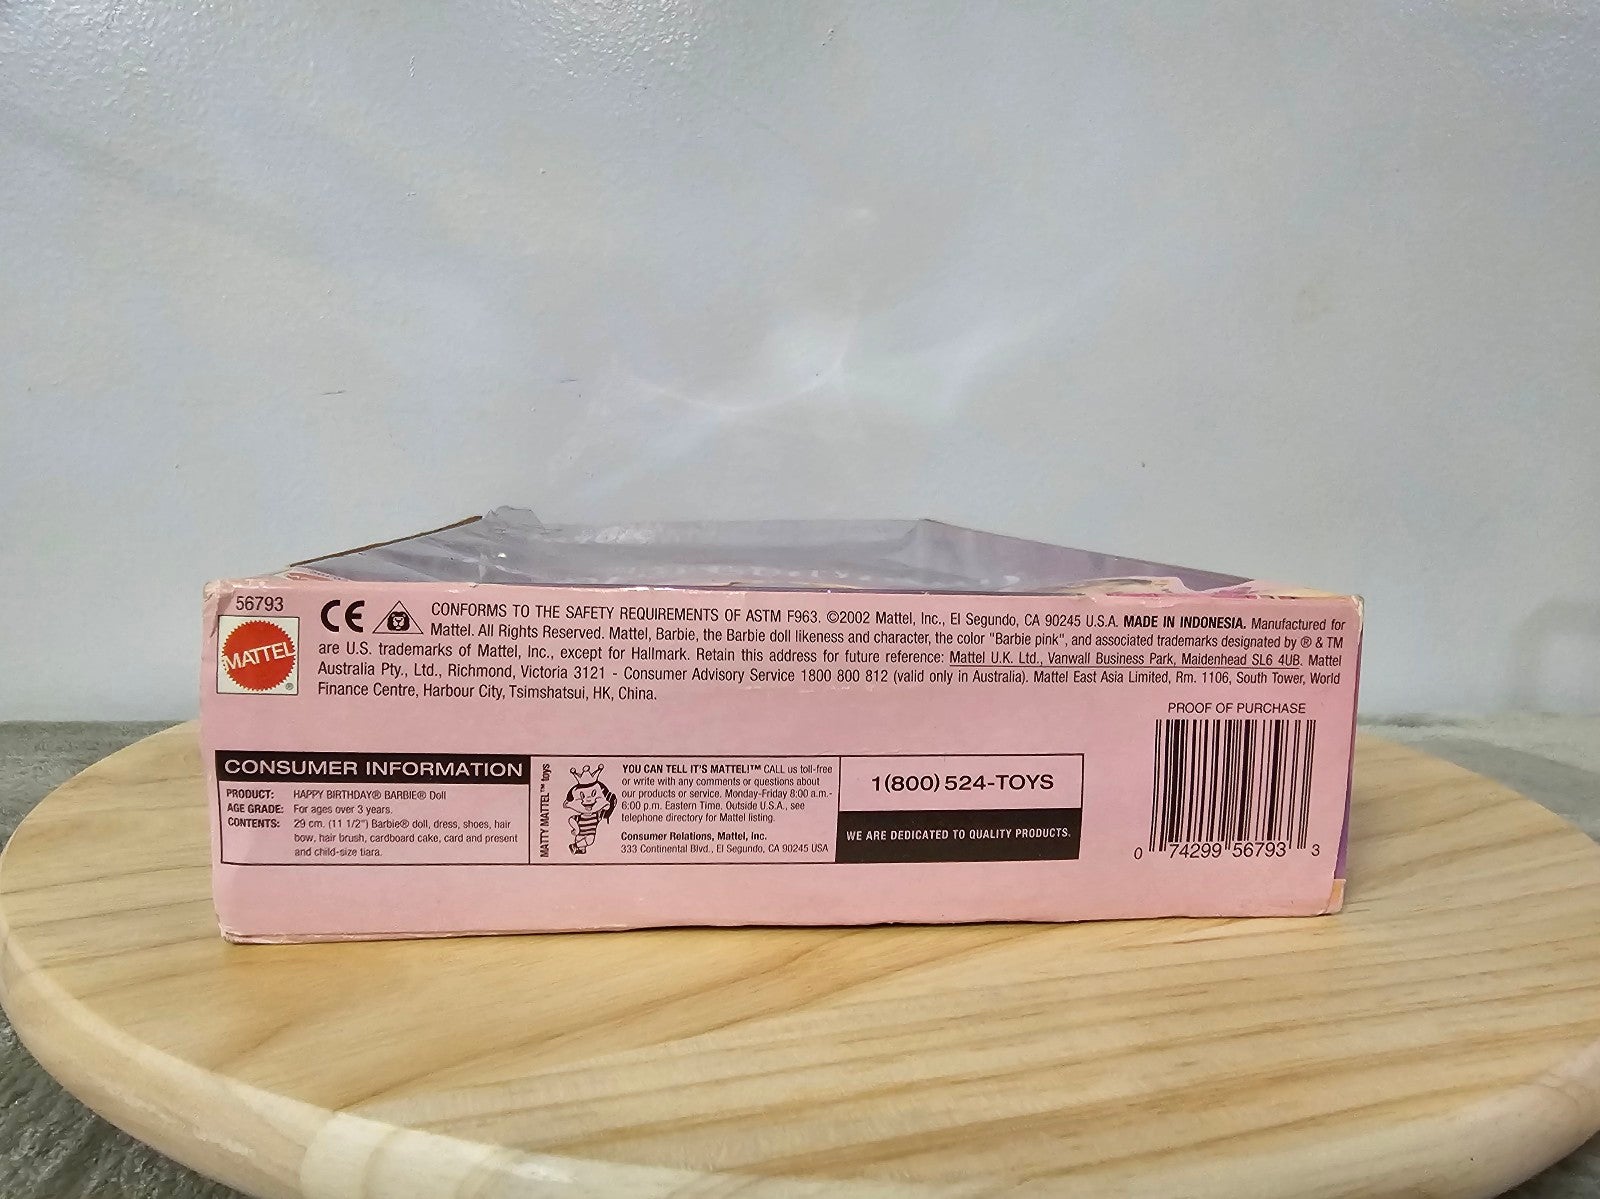 56793
MATTEL
®
CE
CONFORMS TO THE SAFETY REQUIREMENTS OF ASTM F963. ©2002 Mattel, Inc., El Segundo, CA 90245 U.S.A. MADE IN INDONESIA. Manufactured for
Mattel. All Rights Reserved. Mattel, Barbie, the Barbie doll likeness and character, the color "Barbie pink", and associated trademarks designated by ® & TM
are U.S. trademarks of Mattel, Inc., except for Hallmark. Retain this address for future reference: Mattel U.K. Ltd., Vanwall Business Park, Maidenhead SL6 4UB. Mattel
Australia Pty., Ltd., Richmond, Victoria 3121 - Consumer Advisory Service 1800 800 812 (valid only in Australia). Mattel East Asia Limited, Rm. 1106, South Tower, World
Finance Centre, Harbour City, Tsimshatsui, HK, China.
CONSUMER INFORMATION
PRODUCT: HAPPY BIRTHDAY® BARBIE® Doll
AGE GRADE: For ages over 3 years.
CONTENTS: 29 cm. (11 1/2") Barbie® doll, dress, shoes, hair
bow, hair brush, cardboard cake, card and present
and child-size tiara.
MATTY MATTEL™ toys
YOU CAN TELL IT'S MATTEL!™ CALL us toll-free
or write with any comments or questions about
our products or service. Monday-Friday 8:00 a.m.-
6:00 p.m. Eastern Time. Outside U.S.A., see
telephone directory for Mattel listing.
Consumer Relations, Mattel, Inc.
333 Continental Blvd., El Segundo, CA 90245 USA
1(800) 524-TOYS
WE ARE DEDICATED TO QUALITY PRODUCTS.
PROOF OF PURCHASE
0 74299 56793 3